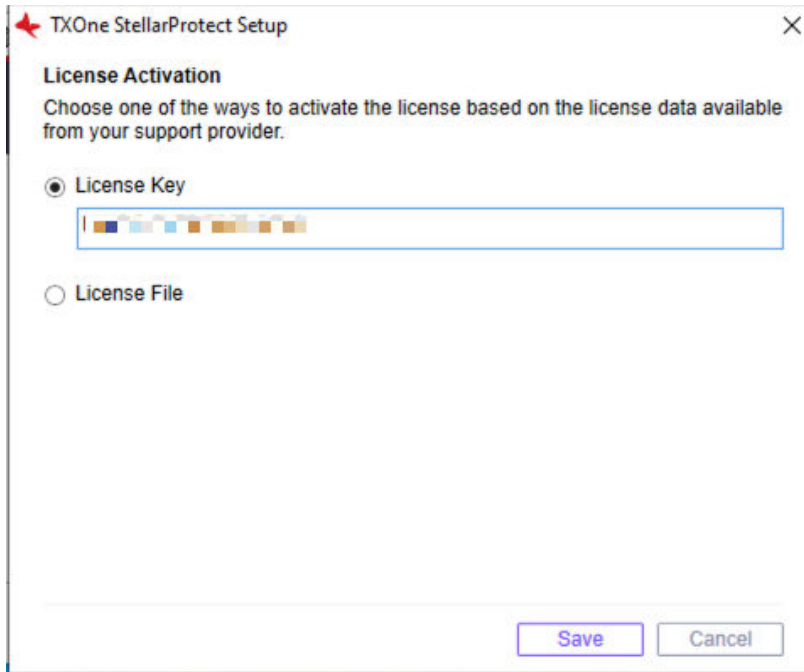 TXOne StellarProtect Setup
License Activation
Choose one of the ways to activate the license based on the license data available
from your support provider.
License Key
License File
Save
Cancel